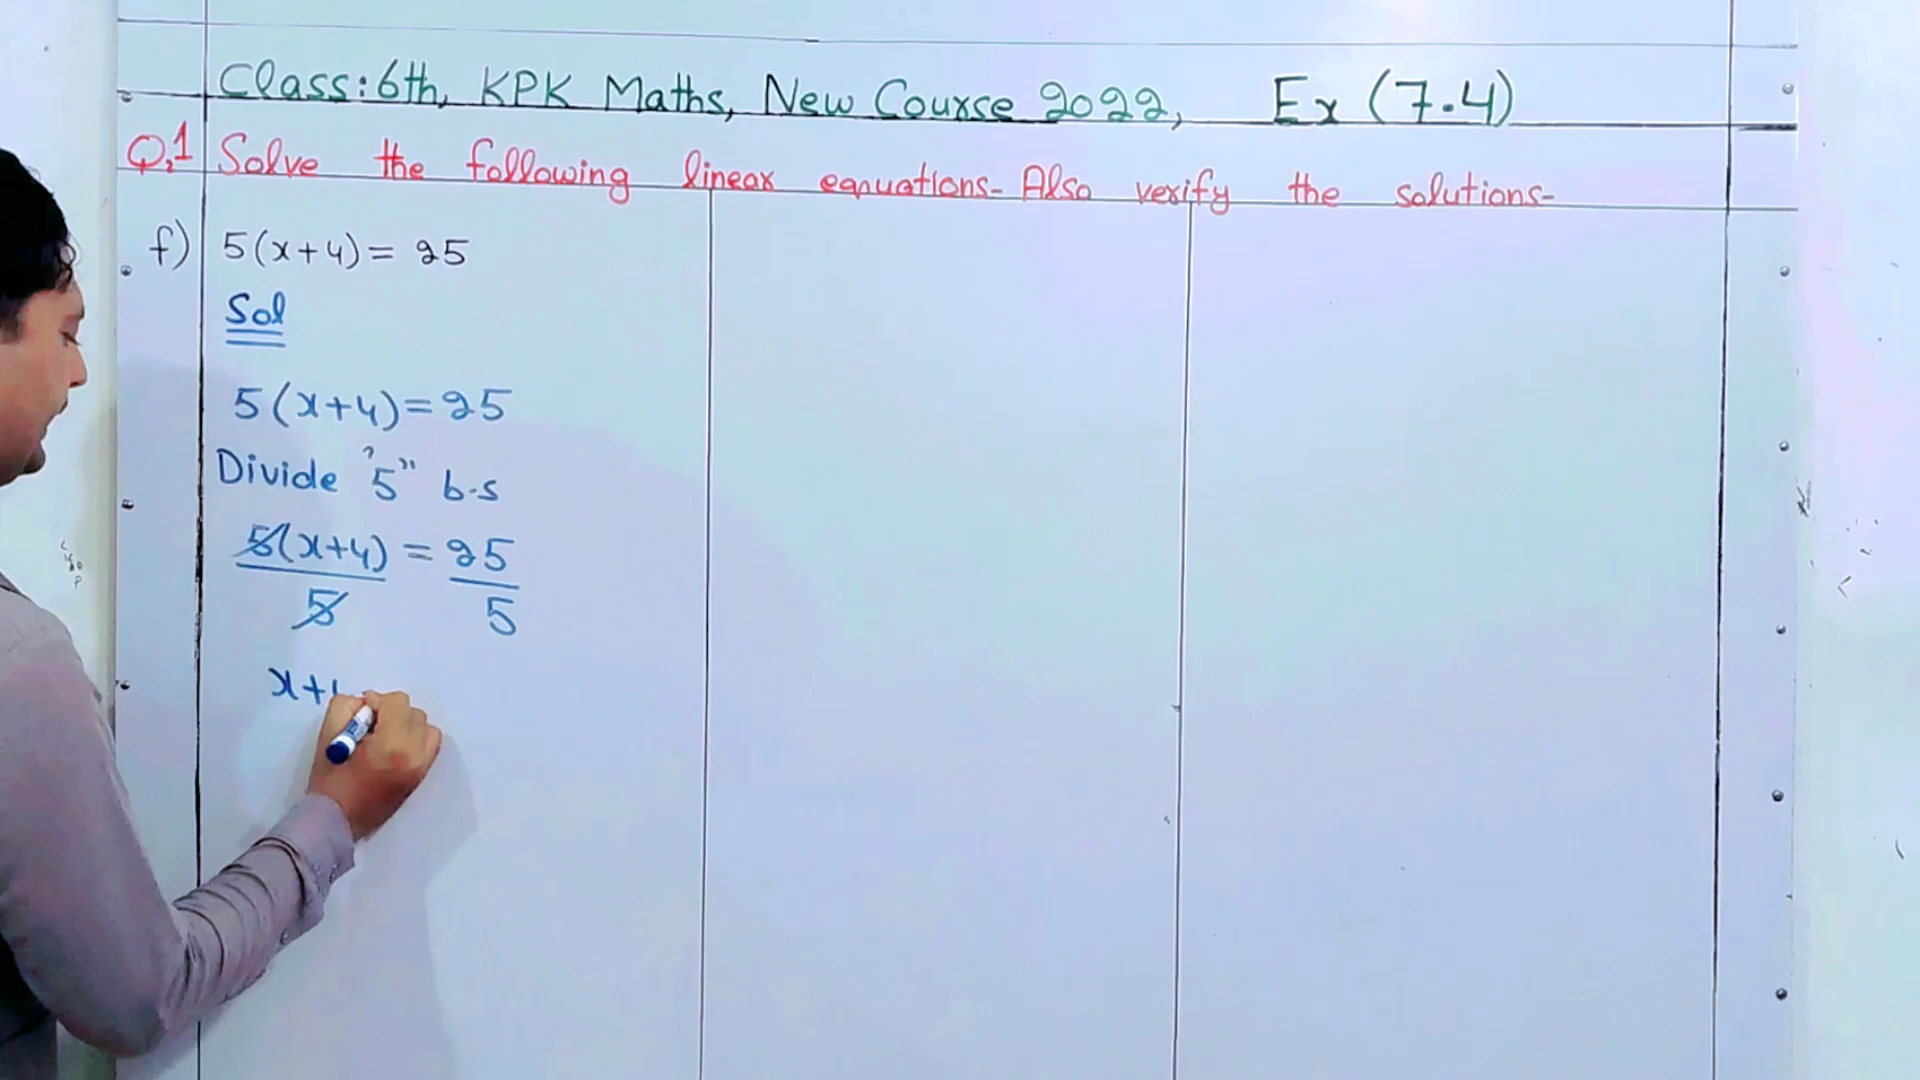 Class: 6th, KPK Maths, New Course 2022, Ex (7.4)
Q.1 Solve the following linear equations- Also verify the solutions-
f) 5(x+4) = 25
Sol
5(x+4) = 25
Divide "5" b.s
5(x+4)/5 = 25/5
x+4